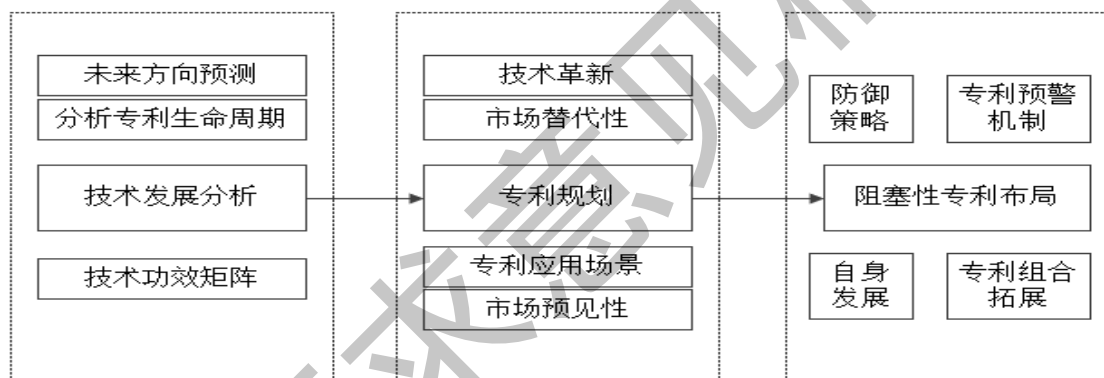 未来方向预测
分析专利生命周期
技术发展分析
技术功效矩阵
技术革新
市场替代性
专利规划
专利应用场景
市场预见性
防御
策略
专利预警
机制
阻塞性专利布局
自身
发展
专利组合
拓展
求意见